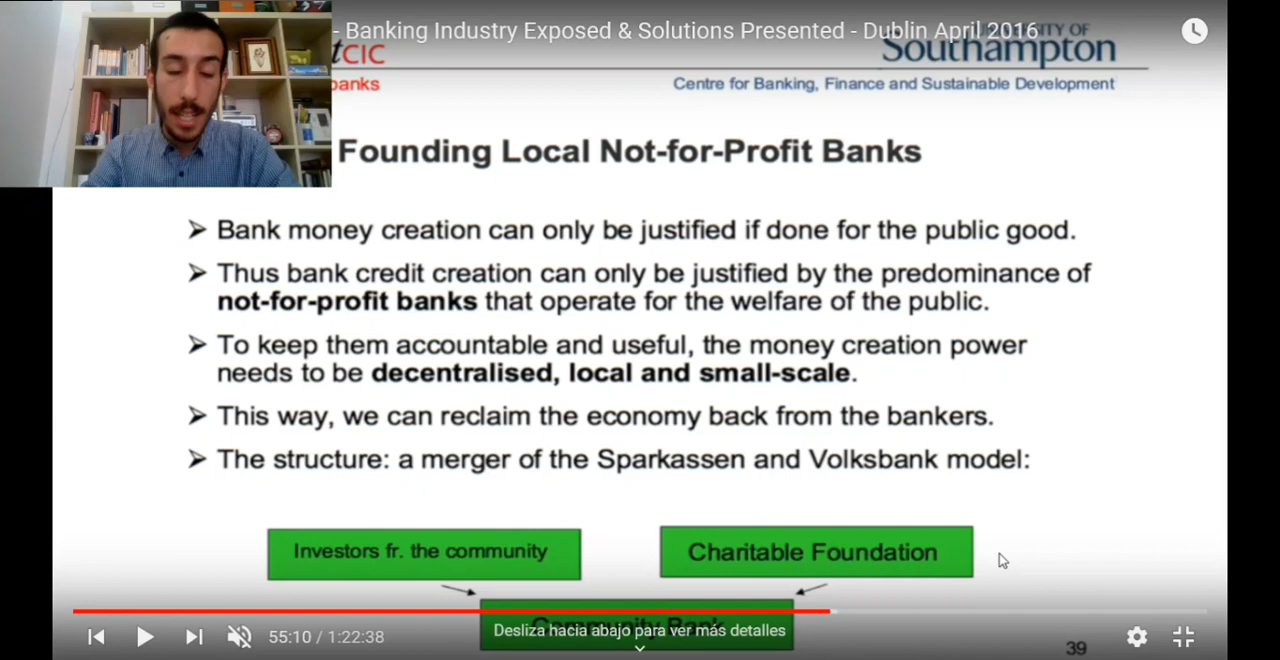 - Banking Industry Exposed & Solutions Presented - Dublin April 2016
tCIC
banks
UNIVERSITY OF
Southampton
Centre for Banking, Finance and Sustainable Development
Founding Local Not-for-Profit Banks
➢ Bank money creation can only be justified if done for the public good.
➢ Thus bank credit creation can only be justified by the predominance of
not-for-profit banks that operate for the welfare of the public.
➢ To keep them accountable and useful, the money creation power
needs to be decentralised, local and small-scale.
➢ This way, we can reclaim the economy back from the bankers.
➢ The structure: a merger of the Sparkassen and Volksbank model:
Investors fr. the community
Charitable Foundation
Community Bank
Desliza hacia abajo para ver más detalles
55:10 / 1:22:38
39